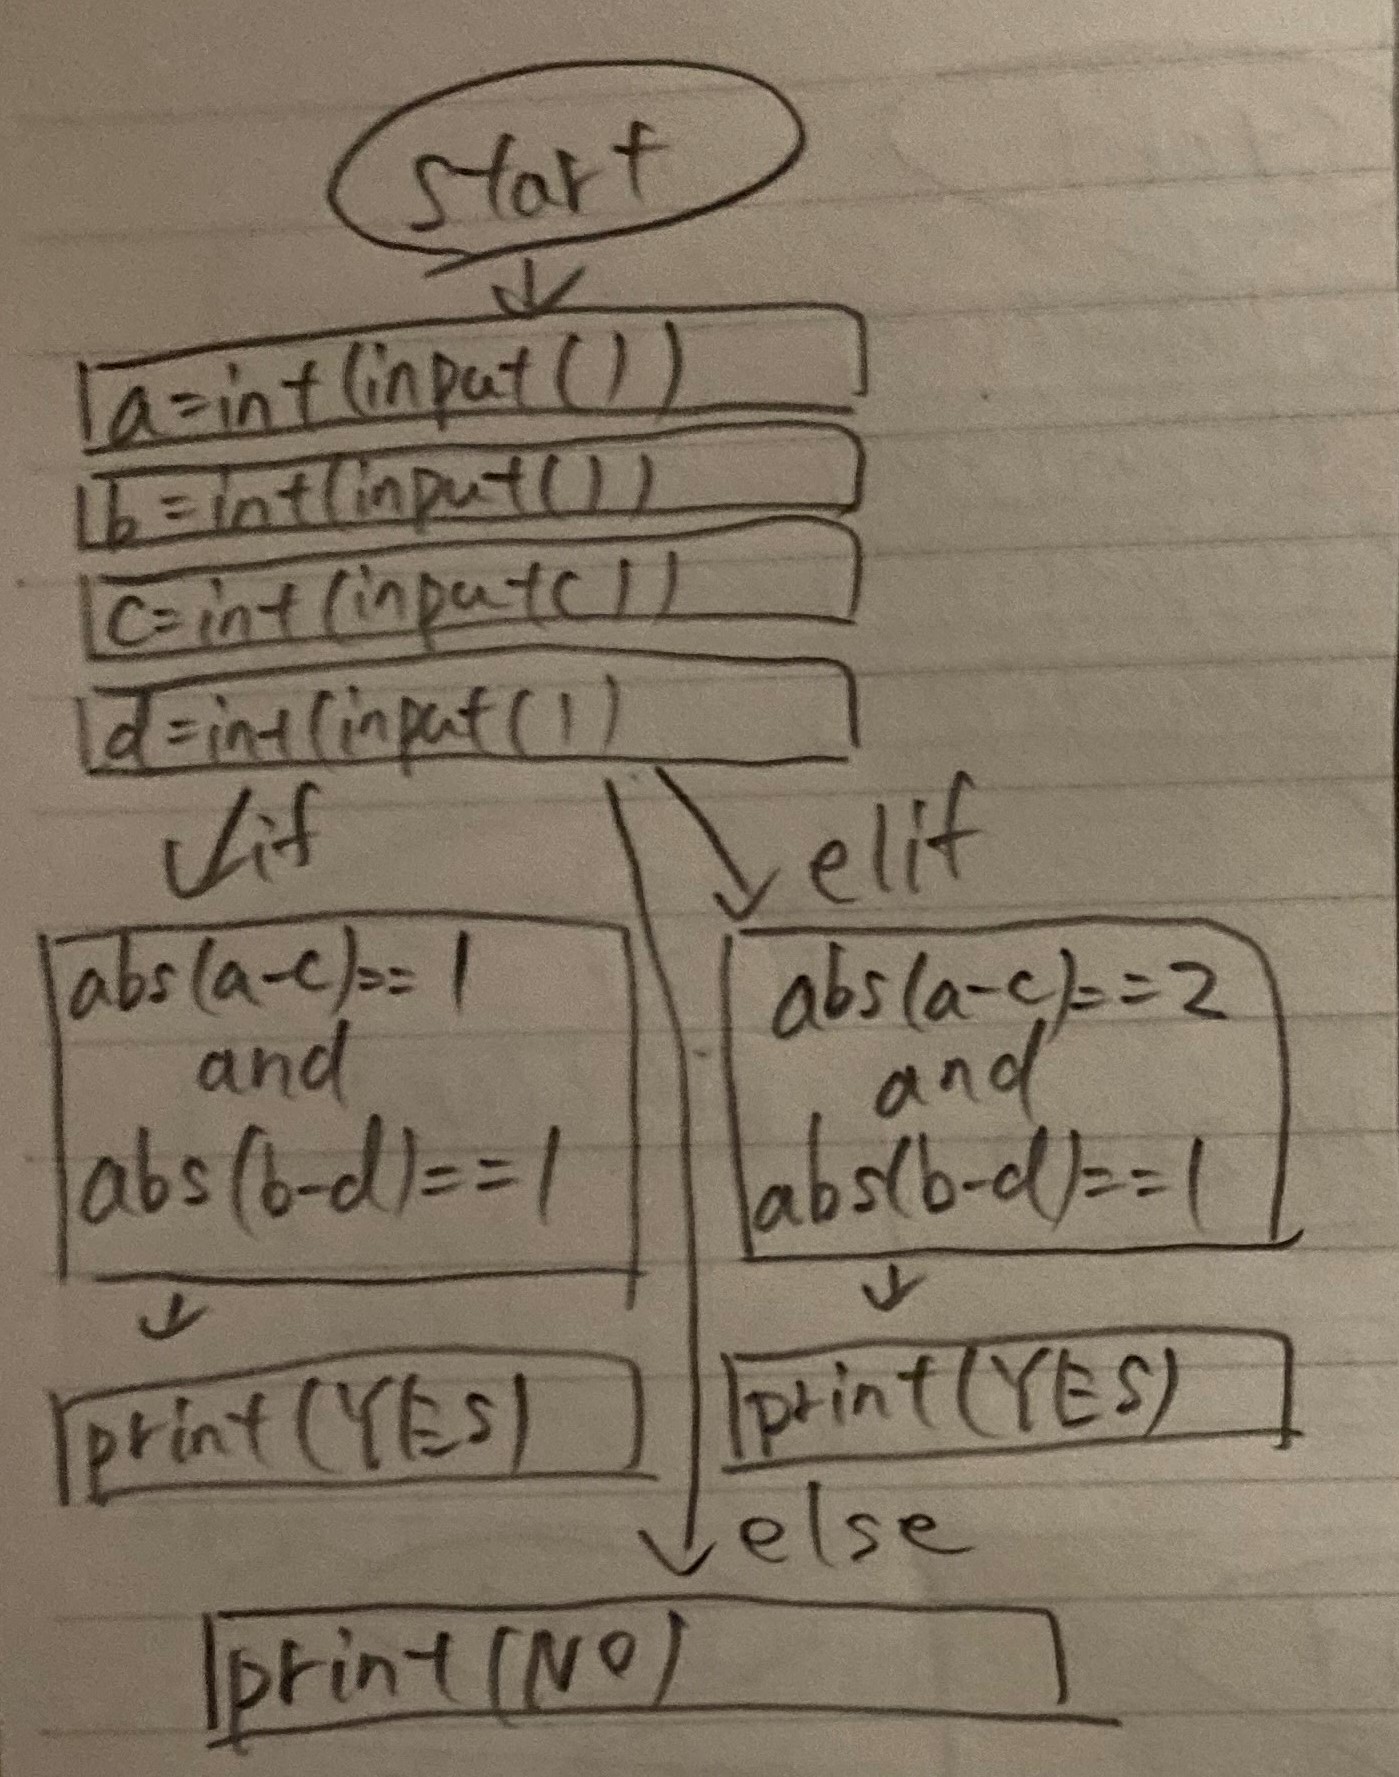 start
a=int(input())
b=int(input())
c=int(input())
d=int(input()
if
elif
abs(a-c)==1
and
abs(b-d)==1
abs(a-c)==2
and
abs(b-d)==1
print(YES)
print(YES)
else
print(NO)